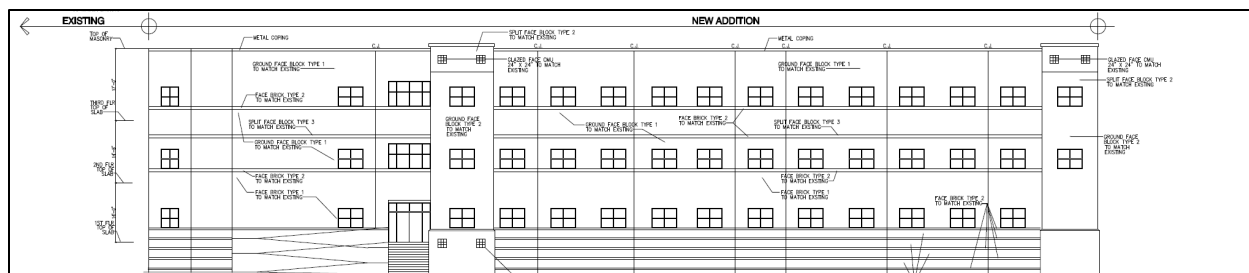 EXISTING
NEW ADDITION
TOP OF
MASONRY
METAL COPING
C.J.
SPLIT FACE BLOCK TYPE 2
TO MATCH EXISTING
C.J.
C.J.
C.J.
METAL COPING
C.J.
C.J.
C.J.
GROUND FACE BLOCK TYPE 1
TO MATCH EXISTING
GLAZED FACE CMU
24" X 24" TO MATCH
EXISTING
GROUND FACE BLOCK TYPE 1
TO MATCH EXISTING
GLAZED FACE CMU
24" X 24" TO MATCH
EXISTING
SPLIT FACE BLOCK TYPE 2
TO MATCH EXISTING
THIRD FLR
TOP OF
SLAB
FACE BRICK TYPE 2
TO MATCH EXISTING
SPLIT FACE BLOCK TYPE 3
TO MATCH EXISTING
GROUND FACE
BLOCK TYPE 2
TO MATCH
EXISTING
GROUND FACE BLOCK TYPE 1
TO MATCH EXISTING
FACE BRICK TYPE 2
TO MATCH EXISTING
SPLIT FACE BLOCK TYPE 3
TO MATCH EXISTING
GROUND FACE
BLOCK TYPE 2
TO MATCH
EXISTING
GROUND FACE BLOCK TYPE 1
TO MATCH EXISTING
2ND FLR
TOP OF
SLAB
FACE BRICK TYPE 2
TO MATCH EXISTING
FACE BRICK TYPE 1
TO MATCH EXISTING
FACE BRICK TYPE 2
TO MATCH EXISTING
FACE BRICK TYPE 1
TO MATCH EXISTING
FACE BRICK TYPE 2
TO MATCH EXISTING
1ST FLR
TOP OF
SLAB